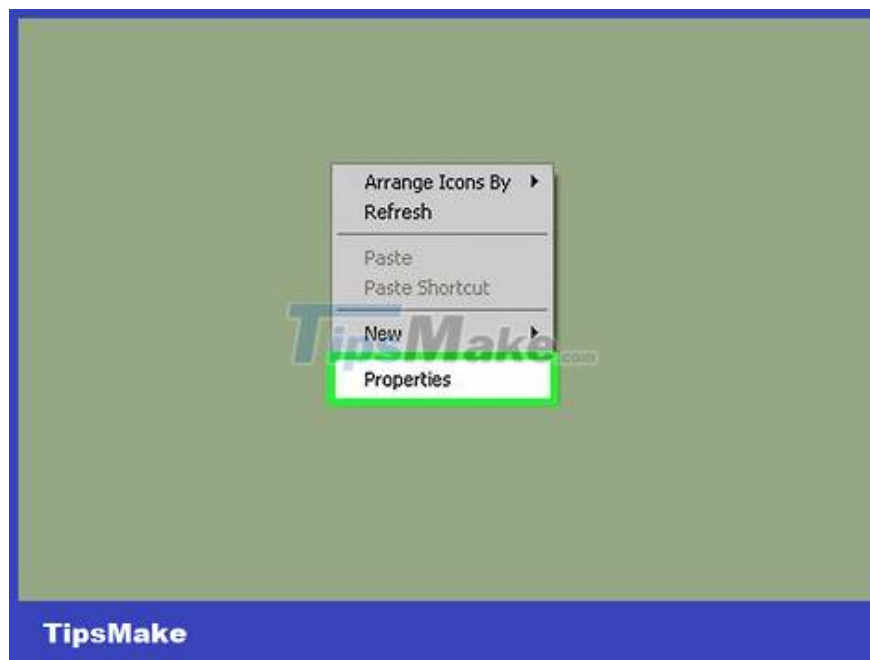 Arrange Icons By
Refresh
Paste
Paste Shortcut
New
TipsMake.com
Properties
TipsMake